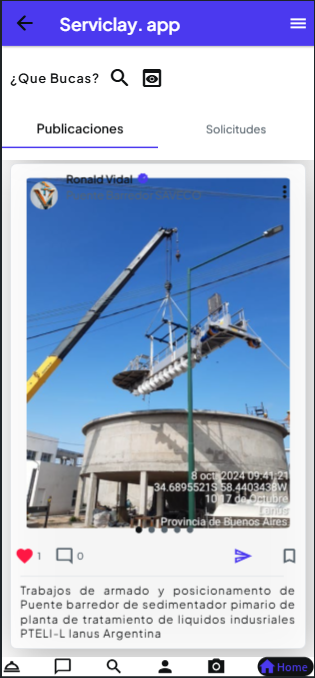 Serviclay. app
¿Que Bucas?
Publicaciones
Solicitudes
Ronald Vidal
8 oct. 2024 09:41:21
34.6895521S 58.4403438W
10 17 de Octubre
Lanús
Provincia de Buenos Aires
1
0
Trabajos de armado y posicionamento de
Puente barredor de sedimentador pimario de
planta de tratamiento de liquidos indusriales
PTELI-L lanus Argentina
Home